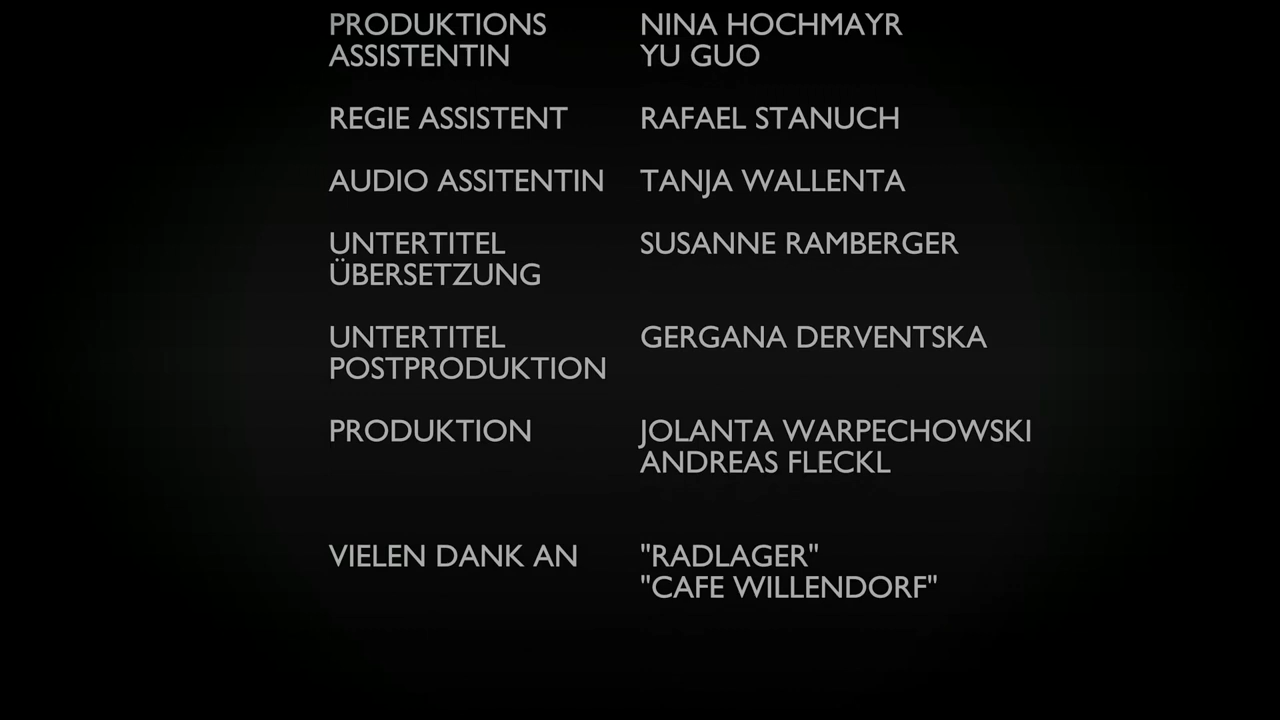 PRODUKTIONS NINA HOCHMAYR
ASSISTENTIN YU GUO
REGIE ASSISTENT RAFAEL STANUCH
AUDIO ASSITENTIN TANJA WALLENTA
UNTERTITEL SUSANNE RAMBERGER
ÜBERSETZUNG
UNTERTITEL GERGANA DERVENTSKA
POSTPRODUKTION
PRODUKTION JOLANTA WARPECHOWSKI
ANDREAS FLECKL
VIELEN DANK AN "RADLAGER"
"CAFE WILLENDORF"